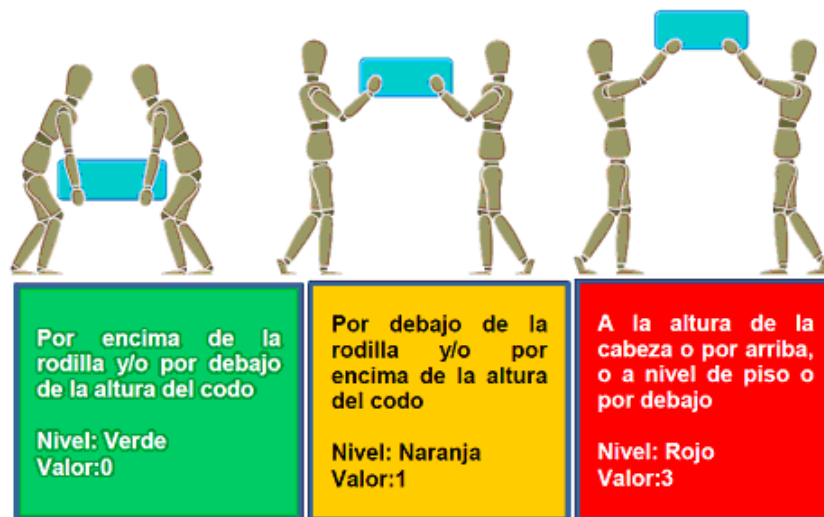 Por encima de la
rodilla y/o por debajo
de la altura del codo
Nivel: Verde
Valor:0
Por debajo de la
rodilla y/o por
encima de la altura
del codo
Nivel: Naranja
Valor:1
A la altura de la
cabeza o por arriba,
o a nivel de piso o
por debajo
Nivel: Rojo
Valor:3